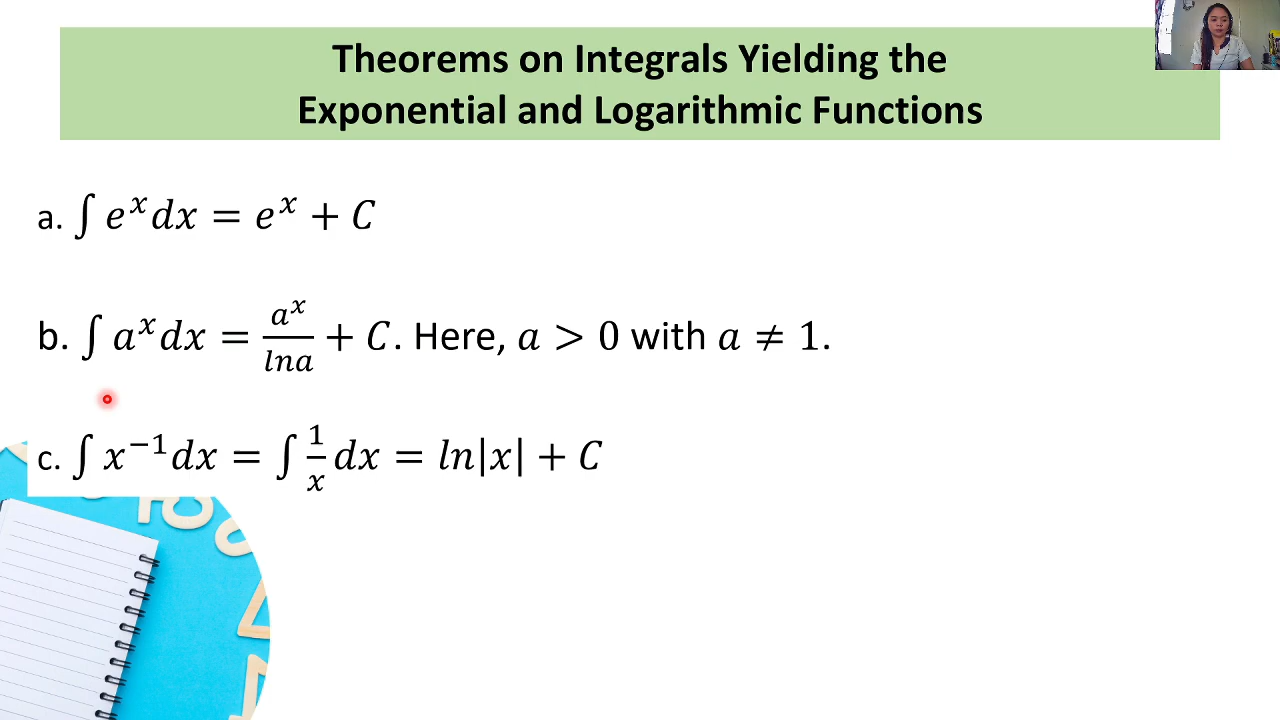 Theorems on Integrals Yielding the
Exponential and Logarithmic Functions
a. ∫ eˣdx = eˣ + C
b. ∫ aˣdx = aˣ/lna + C. Here, a > 0 with a ≠ 1.
c. ∫ x⁻¹dx = ∫ 1/x dx = ln|x| + C